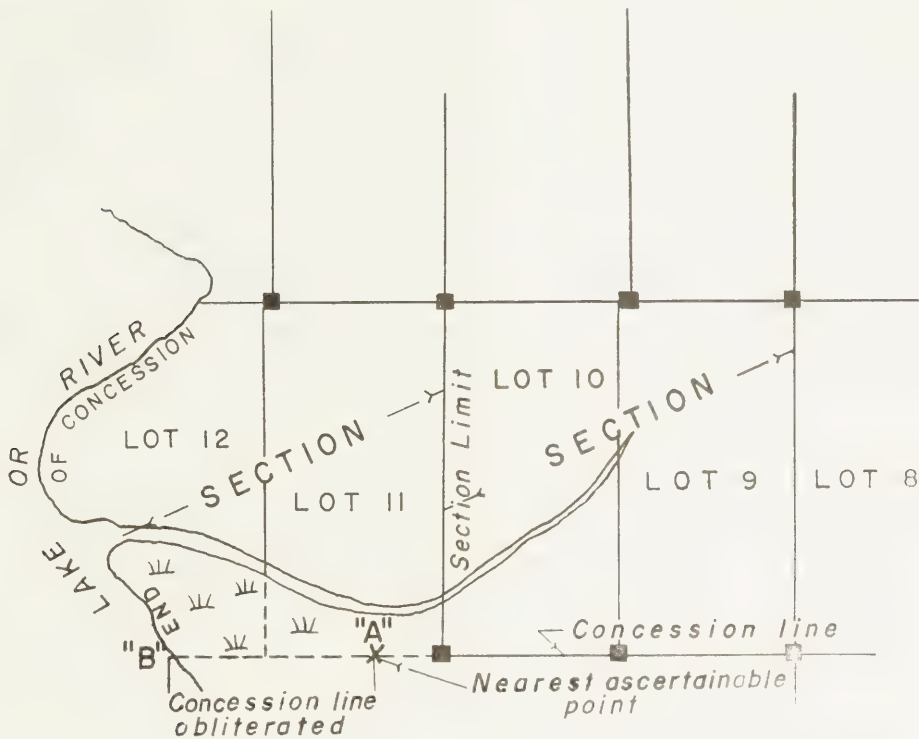 RIVER
CONCESSION
OR
OF
LOT 12
SECTION
LOT 11
Section Limit
LOT 10
SECTION
LOT 9
LOT 8
LAKE
END
"A"
"B"
Concession line
Nearest ascertainable
point
Concession line
obliterated